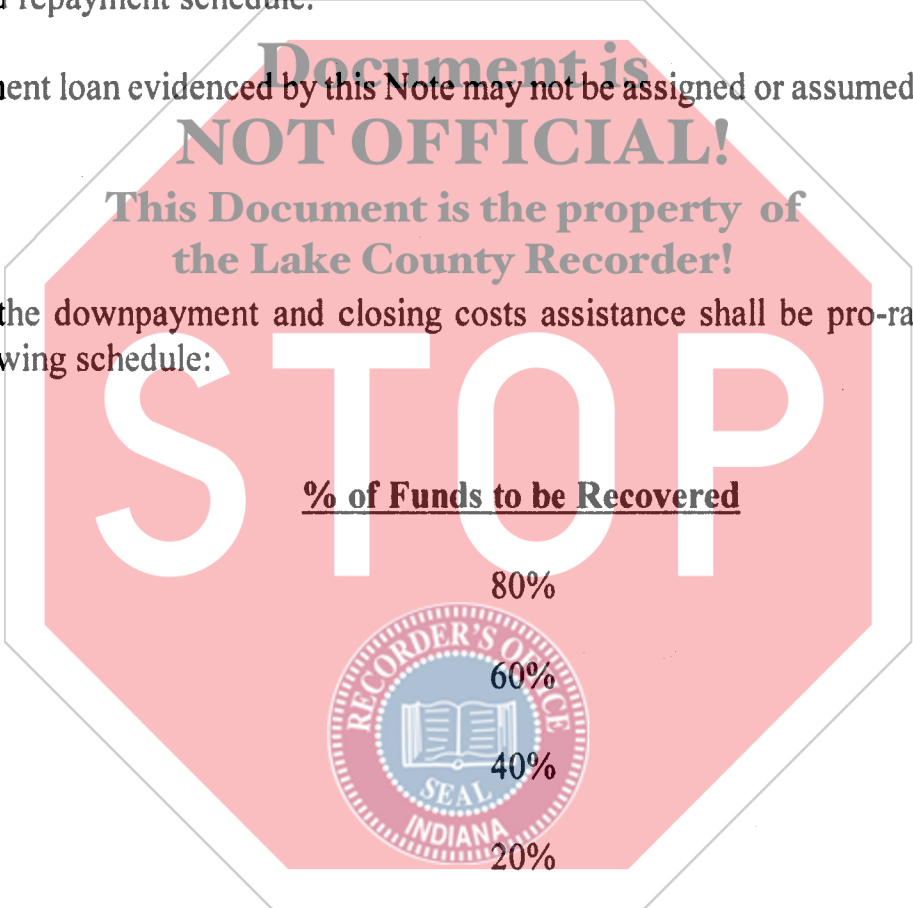 repayment schedule.
Document is
ent loan evidenced by this Note may not be assigned or assumed
NOT OFFICIAL!
This Document is the property of
the Lake County Recorder!
the downpayment and closing costs assistance shall be pro-ra
wing schedule:
STOP
% of Funds to be Recovered
80%
RECORDER'S OFFICE
60%
40%
SEAL
INDIANA
20%